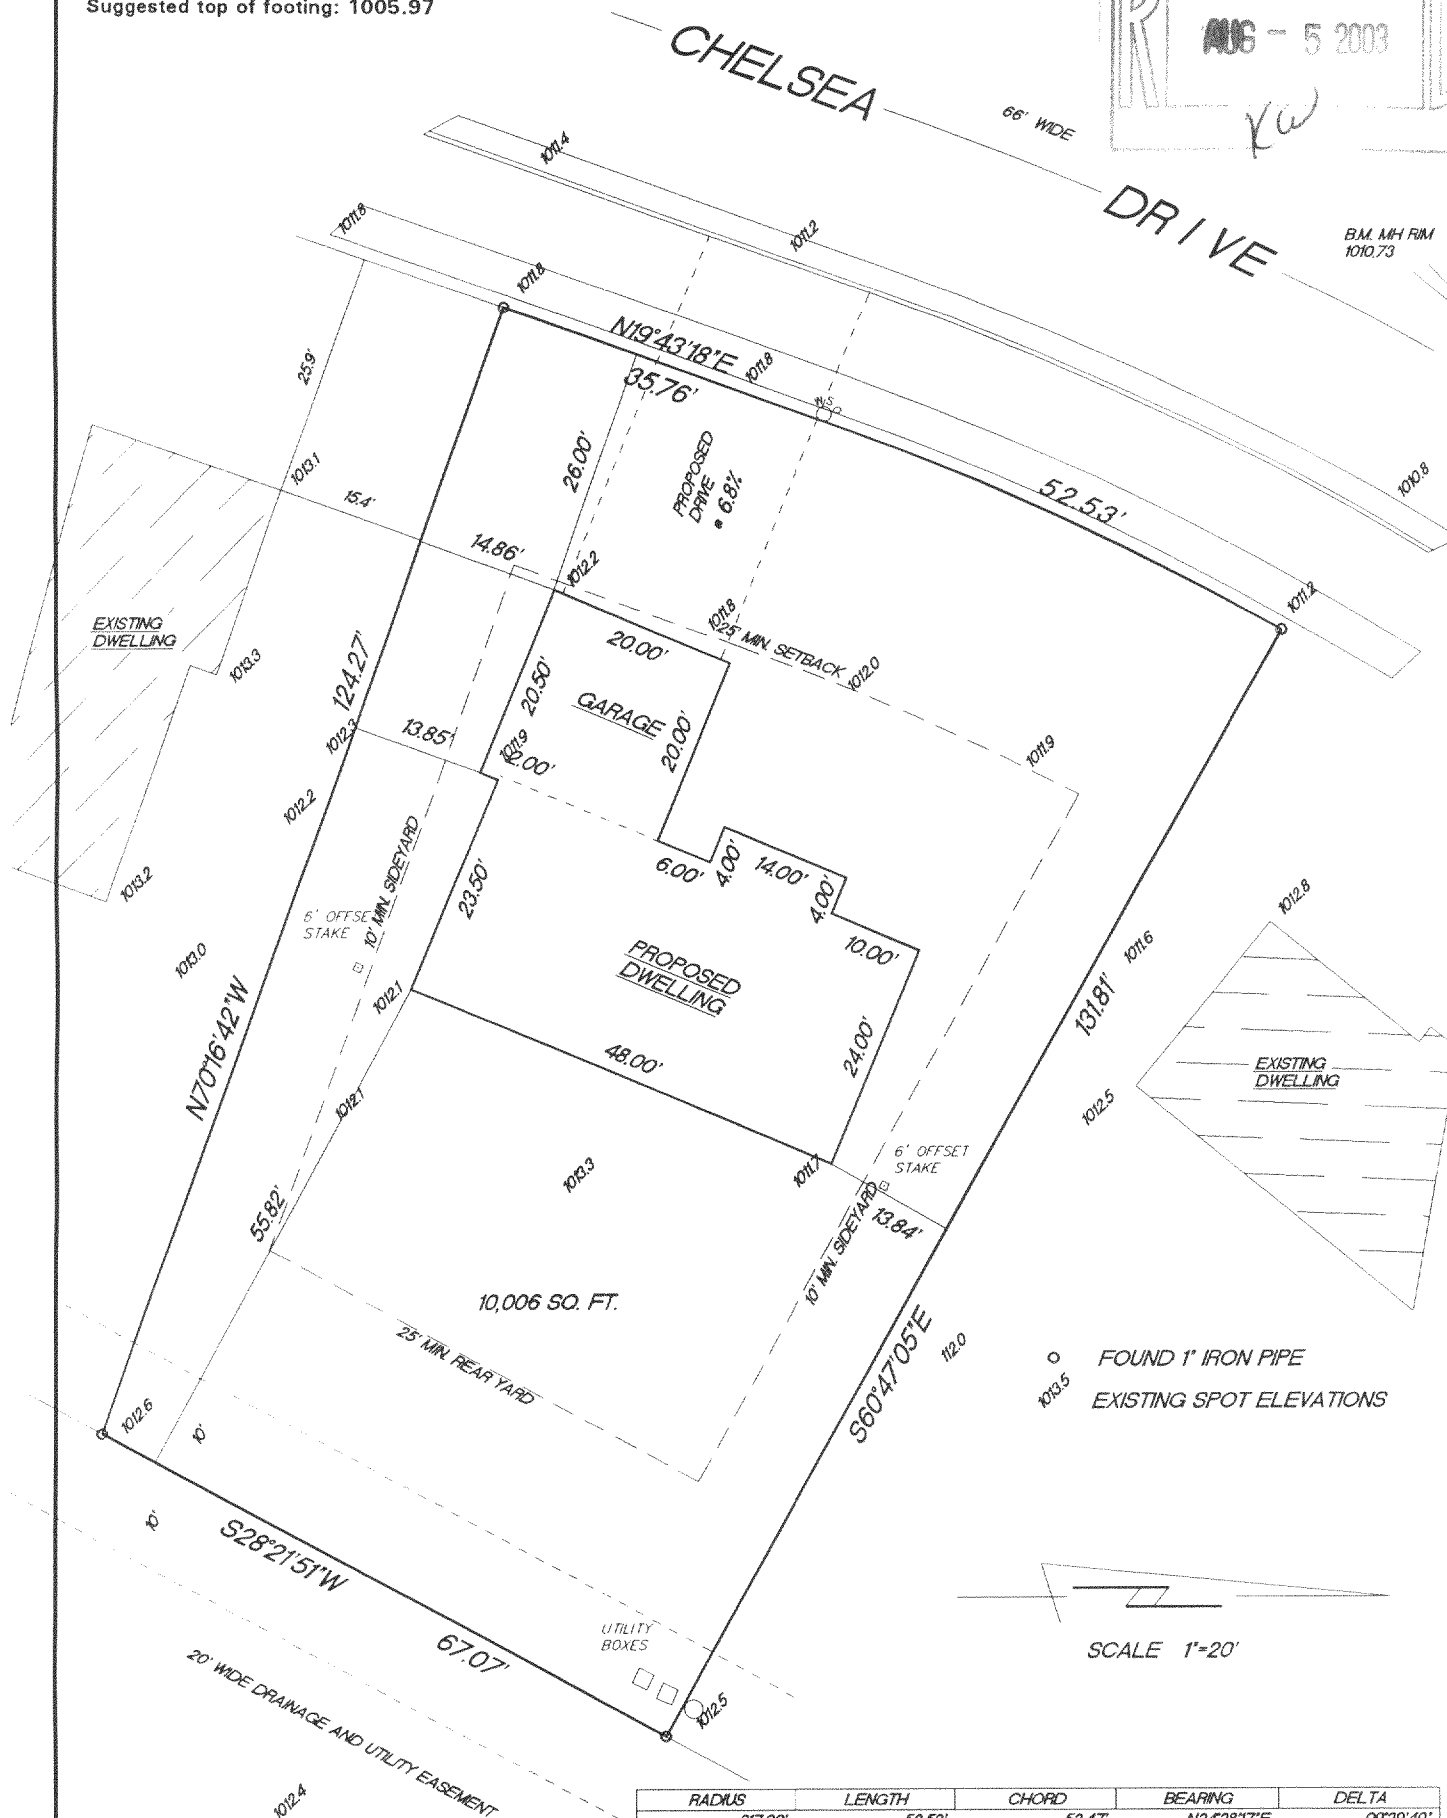 Suggested top of footing: 1005.97
AUG - 5 2003
KW
CHELSEA
DRIVE
66' WIDE
B.M. MH RIM
1010.73
1011.4
1011.2
1011.8
1011.8
N19°43'18"E
35.76'
1011.8
W.S.O.
52.53'
1010.8
1011.2
25.9'
1013.1
15.4'
14.86'
26.00'
PROPOSED
DRIVE
6.8%
1012.2
1011.8
25' MIN. SETBACK
1012.0
1011.9
EXISTING
DWELLING
1013.3
124.27'
20.00'
20.50'
GARAGE
20.00'
1012.3
13.85'
1011.9
2.00'
1012.2
1013.2
10' MIN. SIDEYARD
23.50'
6.00'
4.00'
14.00'
4.00'
10.00'
6' OFFSET
STAKE
1013.0
1012.1
PROPOSED
DWELLING
24.00'
48.00'
1012.8
1011.6
131.81'
EXISTING
DWELLING
1012.5
N70°16'42"W
1012.1
1013.3
1011.7
6' OFFSET
STAKE
13.84'
10' MIN. SIDEYARD
55.82'
10,006 SQ. FT.
25' MIN. REAR YARD
S60°47'05"E
112.0
FOUND 1" IRON PIPE
1013.5
EXISTING SPOT ELEVATIONS
1012.6
10'
10'
S28°21'51"W
67.07'
UTILITY
BOXES
1012.5
SCALE 1"=20'
20' WIDE DRAINAGE AND UTILITY EASEMENT
1012.4
RADIUS LENGTH CHORD BEARING DELTA